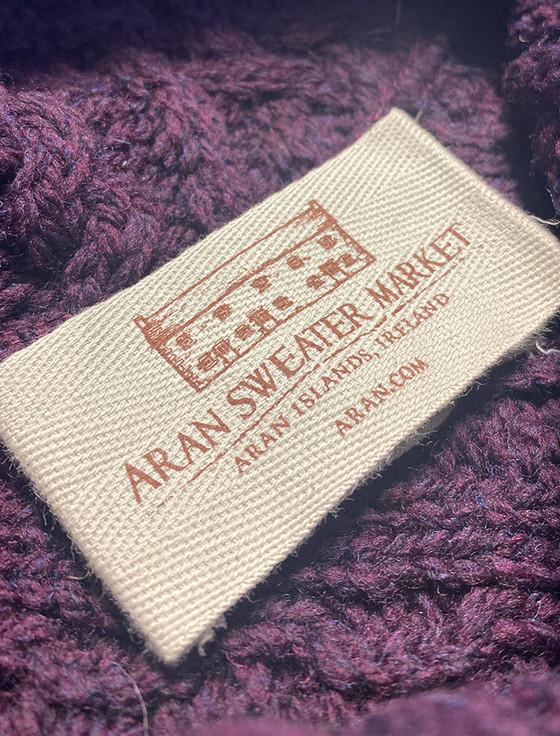 ARAN SWEATER MARKET
ARAN ISLANDS, IRELAND
ARAN.COM